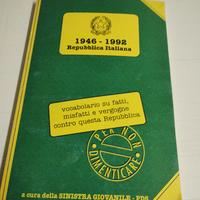 1946 - 1992
Repubblica Italiana
vocabolario su fatti,
misfatti e vergogne
contro questa Repubblica
PER NON
DIMENTICARE
a cura della SINISTRA GIOVANILE - PDS